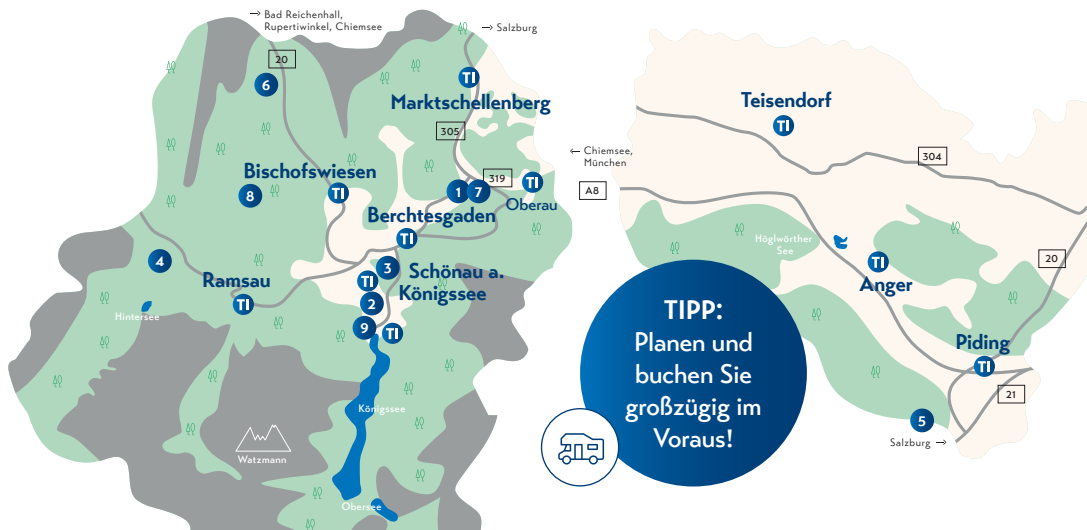 → Bad Reichenhall,
Rupertiwinkel, Chiemsee
→ Salzburg
20
6
TI
Marktschellenberg
305
Bischofswiesen
TI
8
1
7
319
TI
Oberau
Berchtesgaden
TI
4
3
Schönau a.
Königssee
TI
Ramsau
TI
2
Hintersee
9
TI
Königssee
Watzmann
Obersee
Teisendorf
TI
← Chiemsee,
München
304
A8
Höglwörther
See
TI
Anger
20
TIPP:
Planen und
buchen Sie
großzügig im
Voraus!
Piding
TI
21
5
Salzburg →